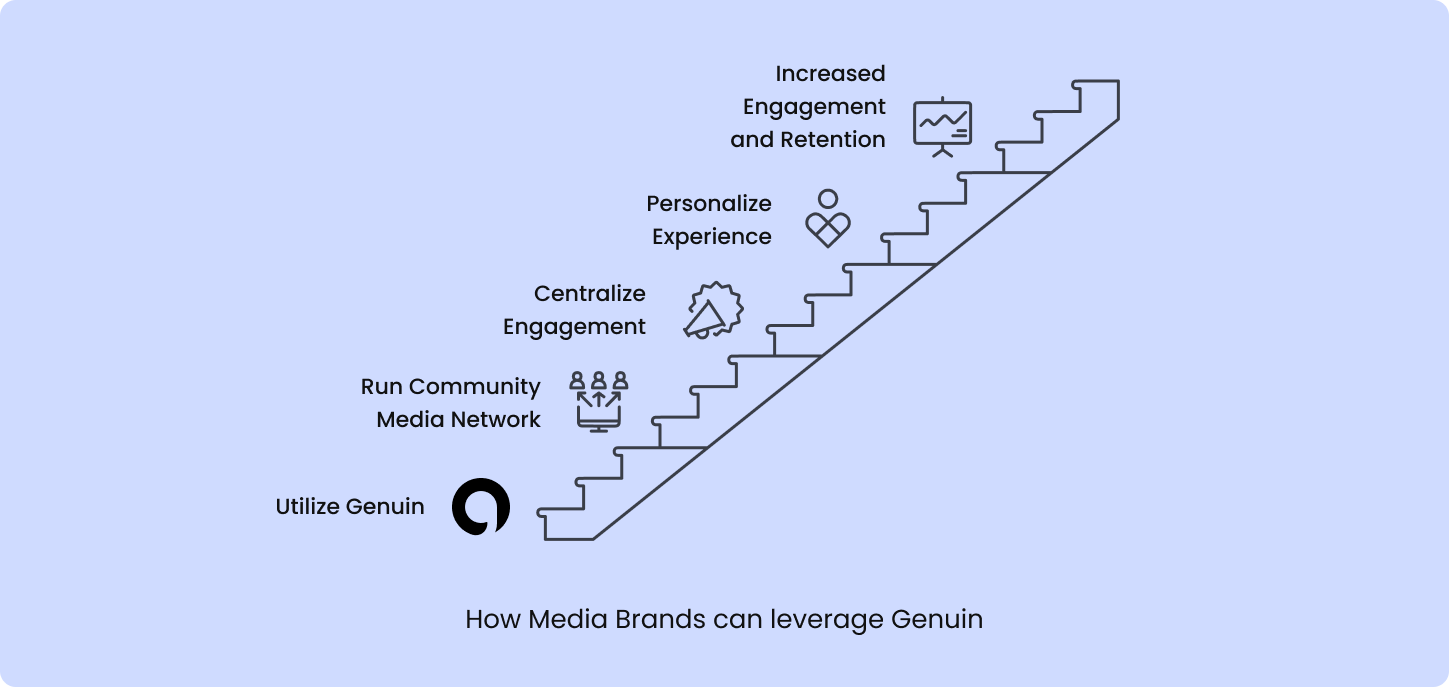 Increased
Engagement
and Retention
Personalize
Experience
Centralize
Engagement
Run Community
Media Network
Utilize Genuin
How Media Brands can leverage Genuin